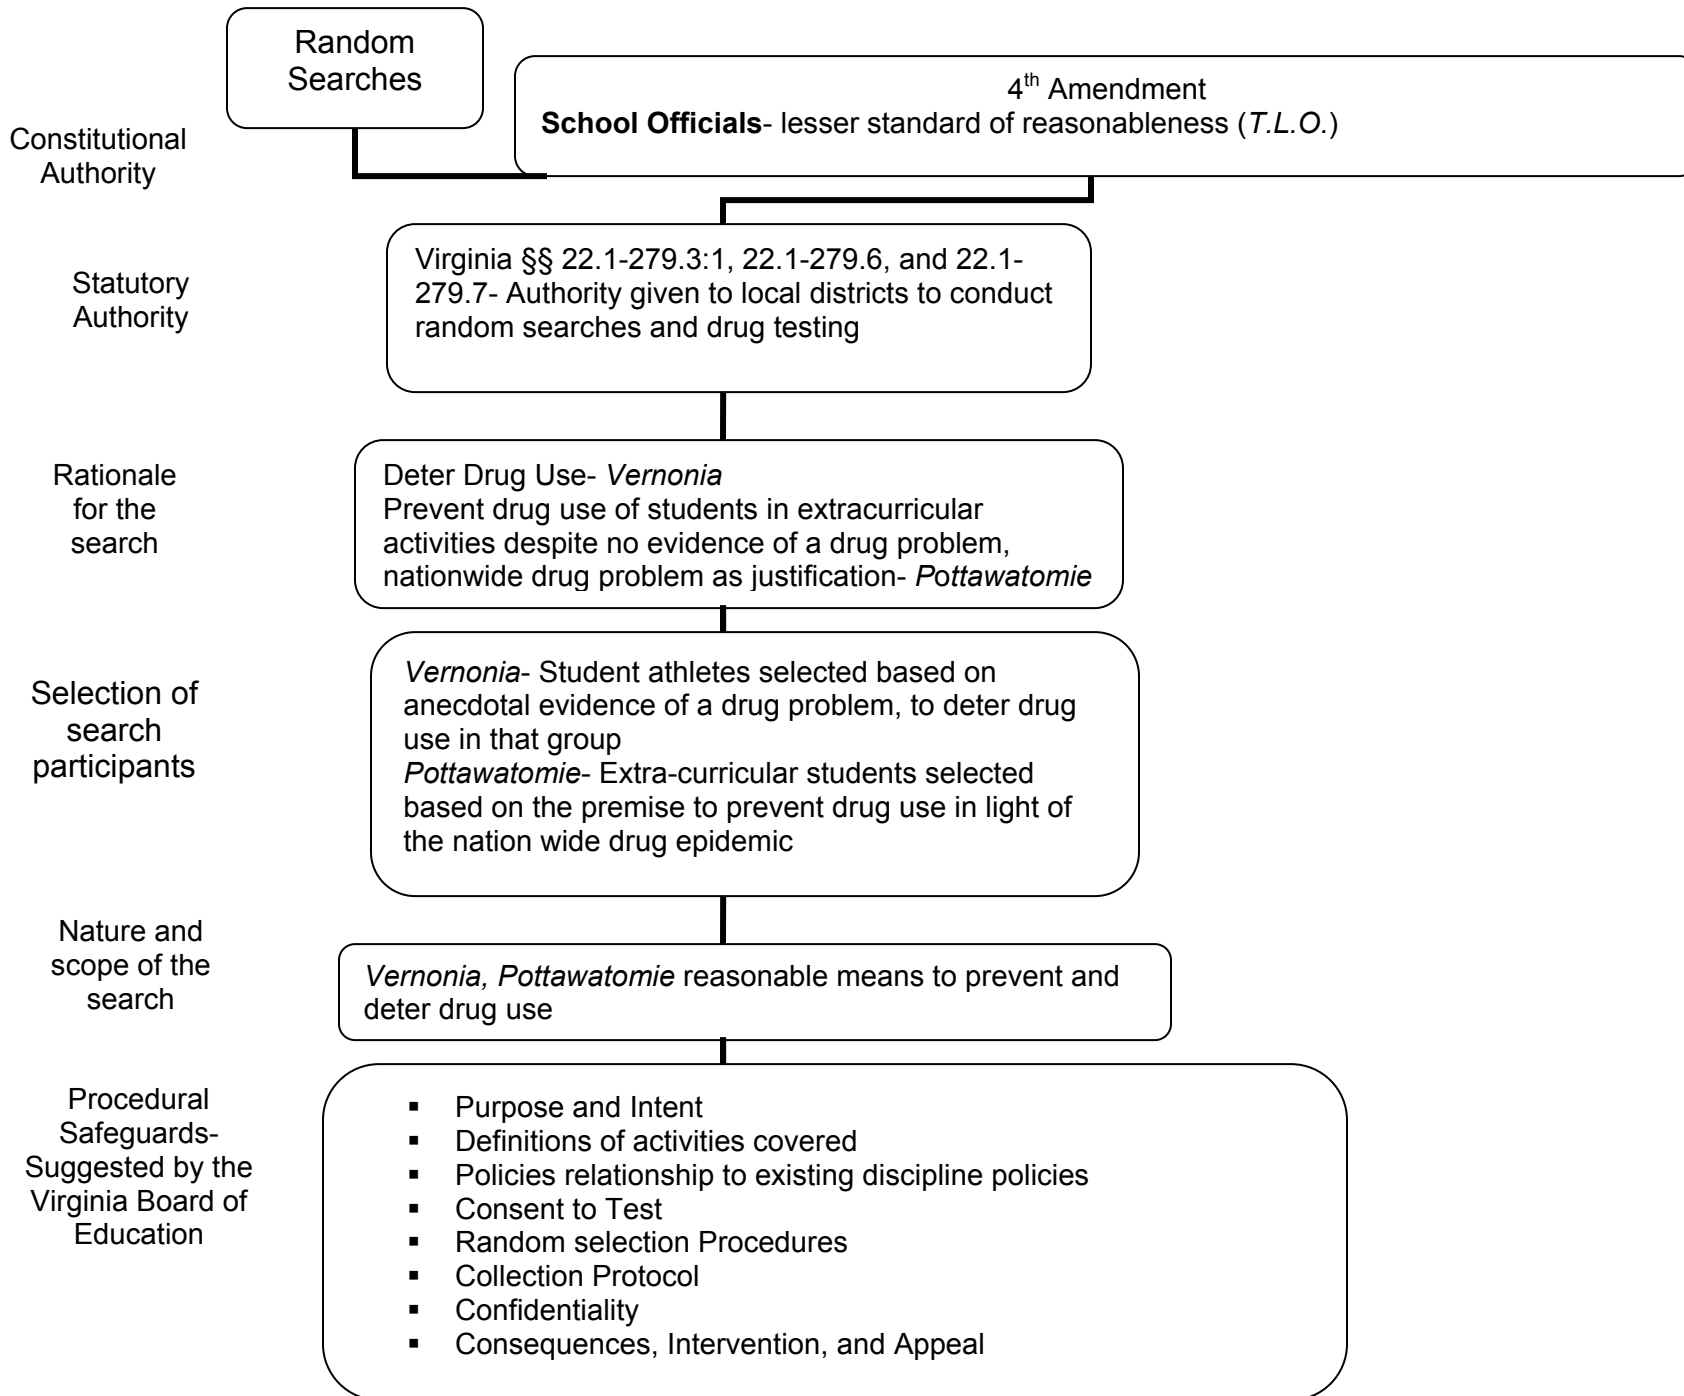 Random
Searches
4th Amendment
School Officials- lesser standard of reasonableness (T.L.O.)
Constitutional
Authority
Statutory
Authority
Virginia §§ 22.1-279.3:1, 22.1-279.6, and 22.1-
279.7- Authority given to local districts to conduct
random searches and drug testing
Rationale
for the
search
Deter Drug Use- Vernonia
Prevent drug use of students in extracurricular
activities despite no evidence of a drug problem,
nationwide drug problem as justification- Pottawatomie
Selection of
search
participants
Vernonia- Student athletes selected based on
anecdotal evidence of a drug problem, to deter drug
use in that group
Pottawatomie- Extra-curricular students selected
based on the premise to prevent drug use in light of
the nation wide drug epidemic
Nature and
scope of the
search
Vernonia, Pottawatomie reasonable means to prevent and
deter drug use
Procedural
Safeguards-
Suggested by the
Virginia Board of
Education
▪ Purpose and Intent
▪ Definitions of activities covered
▪ Policies relationship to existing discipline policies
▪ Consent to Test
▪ Random selection Procedures
▪ Collection Protocol
▪ Confidentiality
▪ Consequences, Intervention, and Appeal